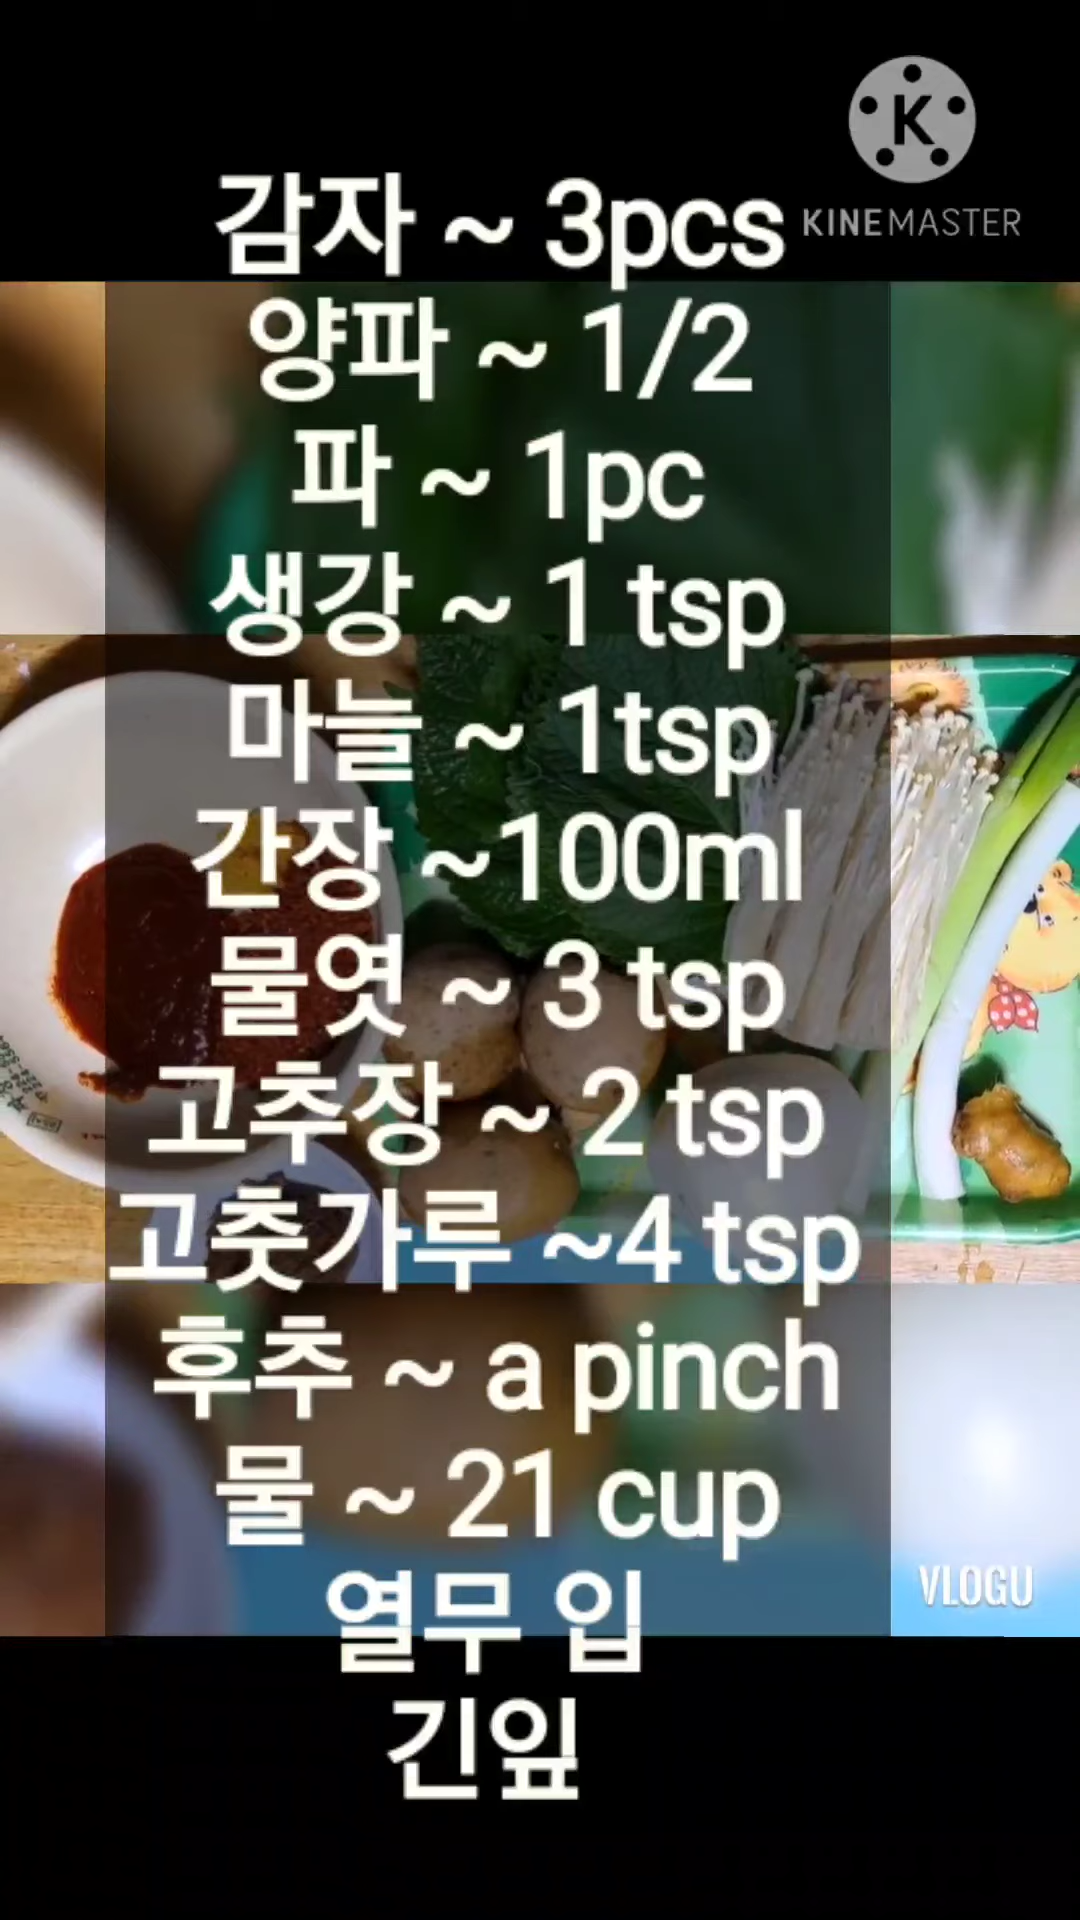 KINEMASTER
감자 ~ 3pcs
양파 ~ 1/2
파 ~ 1pc
생강 ~ 1 tsp
마늘 ~ 1tsp
간장 ~100ml
물엿 ~ 3 tsp
고추장 ~ 2 tsp
고춧가루 ~4 tsp
후추 ~ a pinch
물 ~ 21 cup
열무 입
긴잎
VLOGU